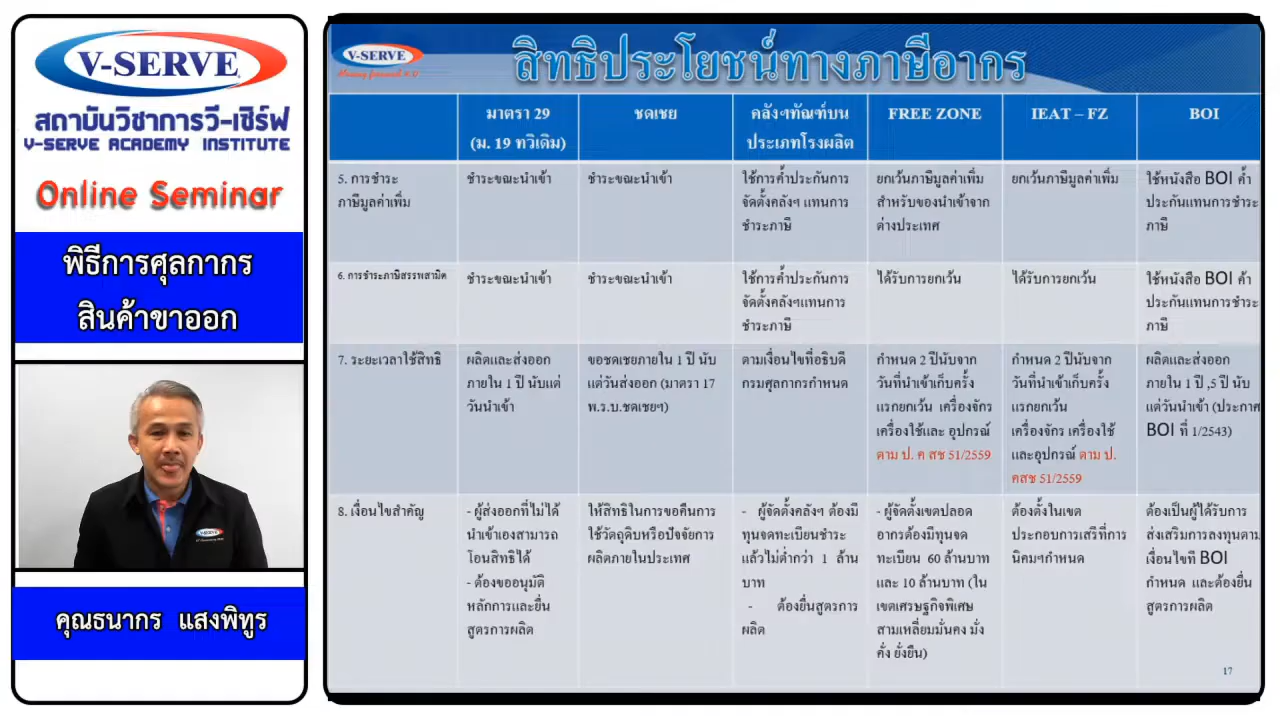 V-SERVE
สถาบันวิชาการวี-เซิร์ฟ
V-SERVE ACADEMY INSTITUTE
Online Seminar
พิธีการศุลกากร
สินค้าขาออก
V-SERVE
คุณธนากร แสงพิทูร
V-SERVE
สิทธิประโยชน์ทางภาษีอากร
มาตรา 29
(ม. 19 ทวิเดิม)
ชดเชย
คลังฯทัณฑ์บน
ประเภทโรงผลิต
FREE ZONE
IEAT – FZ
BOI
5. การชำระ
ภาษีมูลค่าเพิ่ม
ชำระขณะนำเข้า
ชำระขณะนำเข้า
ใช้การค้ำประกันการ
จัดตั้งคลังฯ แทนการ
ชำระภาษี
ยกเว้นภาษีมูลค่าเพิ่ม
สำหรับของนำเข้าจาก
ต่างประเทศ
ยกเว้นภาษีมูลค่าเพิ่ม
ใช้หนังสือ BOI ค้ำ
ประกันแทนการชำระ
ภาษี
6. การชำระภาษีสรรพสามิต
ชำระขณะนำเข้า
ชำระขณะนำเข้า
ใช้การค้ำประกันการ
จัดตั้งคลังฯแทนการ
ชำระภาษี
ได้รับการยกเว้น
ได้รับการยกเว้น
ใช้หนังสือ BOI ค้ำ
ประกันแทนการชำระ
ภาษี
7. ระยะเวลาใช้สิทธิ
ผลิตและส่งออก
ภายใน 1 ปี นับแต่
วันนำเข้า
ขอชดเชยภายใน 1 ปี นับ
แต่วันส่งออก (มาตรา 17
พ.ร.บ.ชดเชยฯ)
ตามเงื่อนไขที่อธิบดี
กรมศุลกากรกำหนด
กำหนด 2 ปีนับจาก
วันที่นำเข้าเก็บครั้ง
แรกยกเว้น เครื่องจักร
เครื่องใช้และ อุปกรณ์
ตาม ป. ค สช 51/2559
กำหนด 2 ปีนับจาก
วันที่นำเข้าเก็บครั้ง
แรกยกเว้น
เครื่องจักร เครื่องใช้
และอุปกรณ์ ตาม ป.
คสช 51/2559
ผลิตและส่งออก
ภายใน 1 ปี ,5 ปี นับ
แต่วันนำเข้า (ประกาศ
BOI ที่ 1/2543)
8. เงื่อนไขสำคัญ
- ผู้ส่งออกที่ไม่ได้
นำเข้าเองสามารถ
โอนสิทธิได้
- ต้องขออนุมัติ
หลักการและยื่น
สูตรการผลิต
ให้สิทธิในการขอคืนการ
ใช้วัตถุดิบหรือปัจจัยการ
ผลิตภายในประเทศ
- ผู้จัดตั้งคลังฯ ต้องมี
ทุนจดทะเบียนชำระ
แล้วไม่ต่ำกว่า 1 ล้าน
บาท
- ต้องยื่นสูตรการ
ผลิต
- ผู้จัดตั้งเขตปลอด
อากรต้องมีทุนจด
ทะเบียน 60 ล้านบาท
และ 10 ล้านบาท (ใน
เขตเศรษฐกิจพิเศษ
สามเหลี่ยมมั่นคง มั่ง
คั่ง ยั่งยืน)
ต้องตั้งในเขต
ประกอบการเสรีที่การ
นิคมฯกำหนด
ต้องเป็นผู้ได้รับการ
ส่งเสริมการลงทุนตาม
เงื่อนไขที่ BOI
กำหนด และต้องยื่น
สูตรการผลิต
17